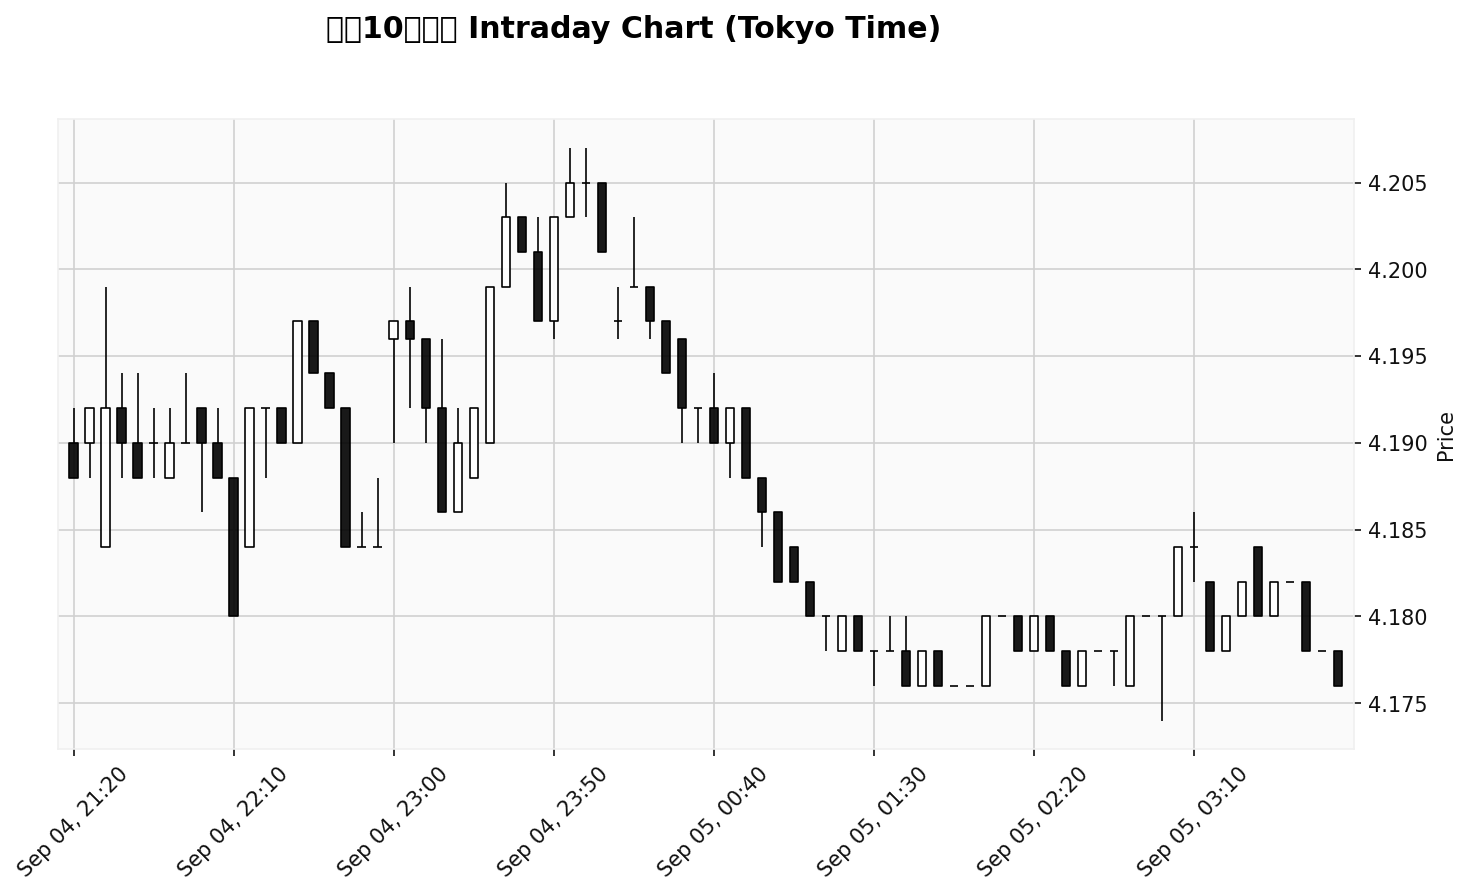 10 Intraday Chart (Tokyo Time)
4.205
4.200
4.195
4.190
4.185
4.180
4.175
Price
Sep 04, 21:20
Sep 04, 22:10
Sep 04, 23:00
Sep 04, 23:50
Sep 05, 00:40
Sep 05, 01:30
Sep 05, 02:20
Sep 05, 03:10